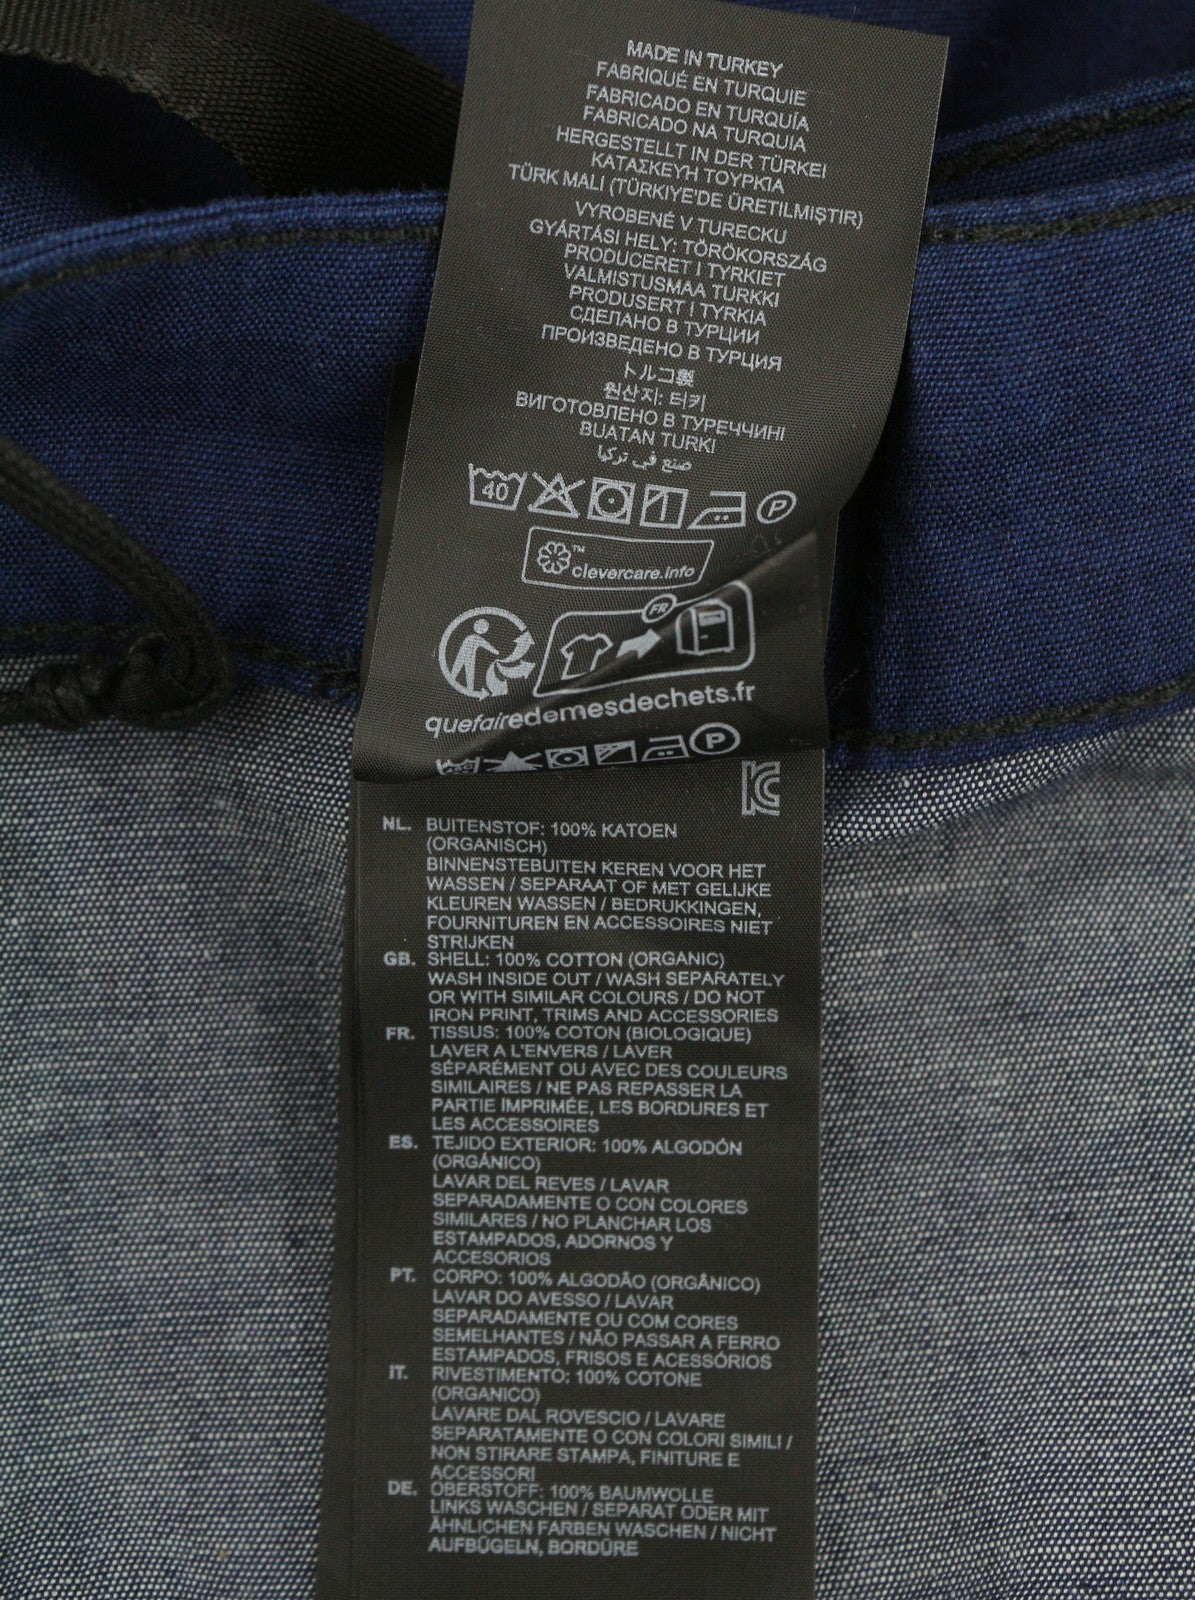 MADE IN TURKEY
FABRIQUÉ EN TURQUIE
FABRICADO EN TURQUÍA
FABRICADO NA TURQUIA
HERGESTELLT IN DER TÜRKEI
ΚΑΤΑΣΚΕΥΗ ΤΟΥΡΚΙΑ
TÜRK MALI (TÜRKIYE'DE ÜRETILMIŞTIR)
VYROBENÉ V TURECKU
GYÁRTÁSI HELY: TÖRÖKORSZÁG
PRODUCERET I TYRKIET
VALMISTUSMAA TURKKI
PRODUSERT I TYRKIA
СДЕЛАНО В ТУРЦИИ
ПРОИЗВЕДЕНО В ТУРЦИЯ
トルコ製
원산지: 터키
ВИГОТОВЛЕНО В ТУРЕЧЧИНІ
BUATAN TURKI
صنع في تركيا
40 P
clevercare.info
FR
quefairedemesdechets.fr
P
NL. BUITENSTOF: 100% KATOEN
(ORGANISCH)
BINNENSTEBUITEN KEREN VOOR HET
WASSEN / SEPARAAT OF MET GELIJKE
KLEUREN WASSEN / BEDRUKKINGEN,
FOURNITUREN EN ACCESSOIRES NIET
STRIJKEN
GB. SHELL: 100% COTTON (ORGANIC)
WASH INSIDE OUT / WASH SEPARATELY
OR WITH SIMILAR COLOURS / DO NOT
IRON PRINT, TRIMS AND ACCESSORIES
FR. TISSUS: 100% COTON (BIOLOGIQUE)
LAVER A L'ENVERS / LAVER
SÉPARÉMENT OU AVEC DES COULEURS
SIMILAIRES / NE PAS REPASSER LA
PARTIE IMPRIMÉE, LES BORDURES ET
LES ACCESSOIRES
ES. TEJIDO EXTERIOR: 100% ALGODÓN
(ORGÁNICO)
LAVAR DEL REVES / LAVAR
SEPARADAMENTE O CON COLORES
SIMILARES / NO PLANCHAR LOS
ESTAMPADOS, ADORNOS Y
ACCESORIOS
PT. CORPO: 100% ALGODÃO (ORGÂNICO)
LAVAR DO AVESSO / LAVAR
SEPARADAMENTE OU COM CORES
SEMELHANTES / NÃO PASSAR A FERRO
ESTAMPADOS, FRISOS E ACESSÓRIOS
IT. RIVESTIMENTO: 100% COTONE
(ORGANICO)
LAVARE DAL ROVESCIO / LAVARE
SEPARATAMENTE O CON COLORI SIMILI /
NON STIRARE STAMPA, FINITURE E
ACCESSORI
DE. OBERSTOFF: 100% BAUMWOLLE
LINKS WASCHEN / SEPARAT ODER MIT
ÄHNLICHEN FARBEN WASCHEN / NICHT
AUFBÜGELN, BORDÜRE